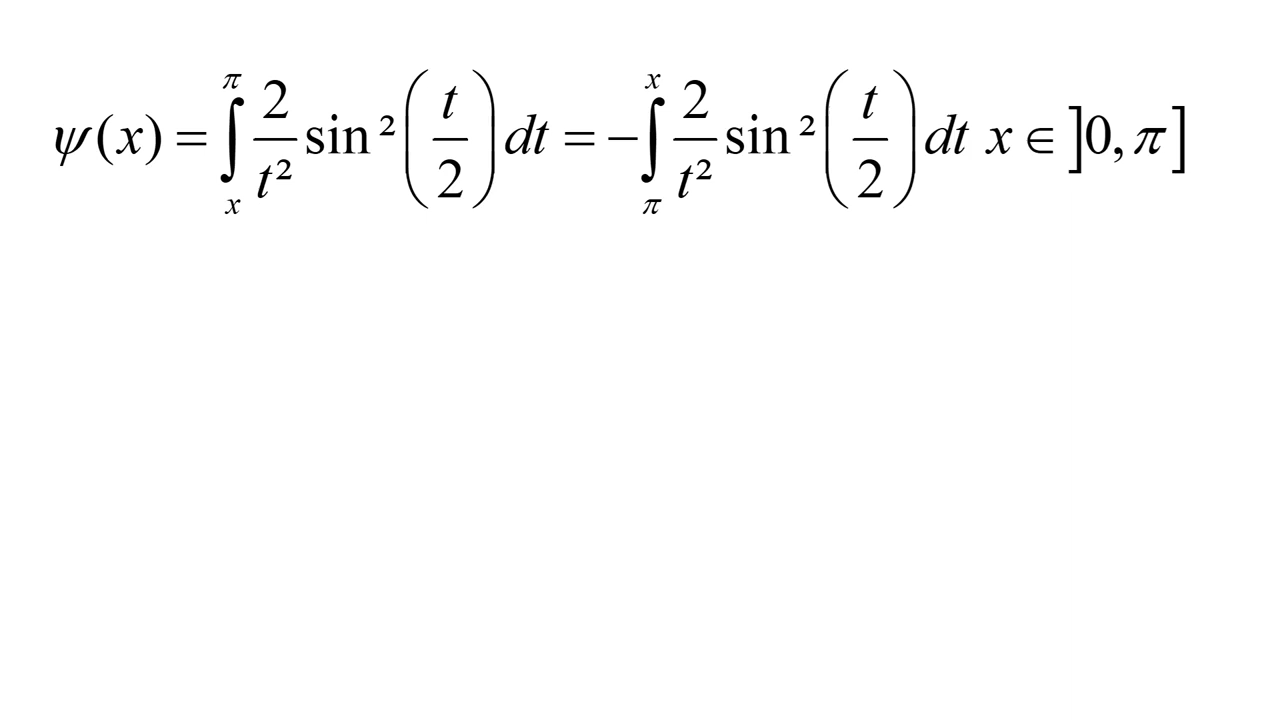 ψ(x) = ∫_x^π 2/t² sin²(t/2) dt = −∫_π^x 2/t² sin²(t/2) dt x ∈ ]0, π]